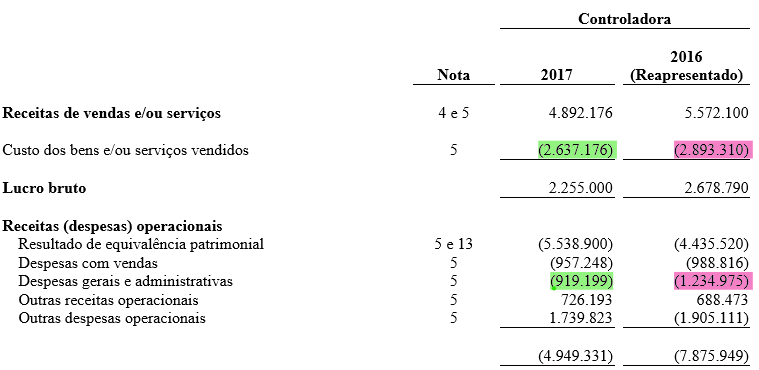 Controladora
2016
Nota 2017 (Reapresentado)
Receitas de vendas e/ou serviços 4 e 5 4.892.176 5.572.100
Custo dos bens e/ou serviços vendidos 5 (2.637.176) (2.893.310)
Lucro bruto 2.255.000 2.678.790
Receitas (despesas) operacionais
Resultado de equivalência patrimonial 5 e 13 (5.538.900) (4.435.520)
Despesas com vendas 5 (957.248) (988.816)
Despesas gerais e administrativas 5 (919.199) (1.234.975)
Outras receitas operacionais 5 726.193 688.473
Outras despesas operacionais 5 1.739.823 (1.905.111)
(4.949.331) (7.875.949)